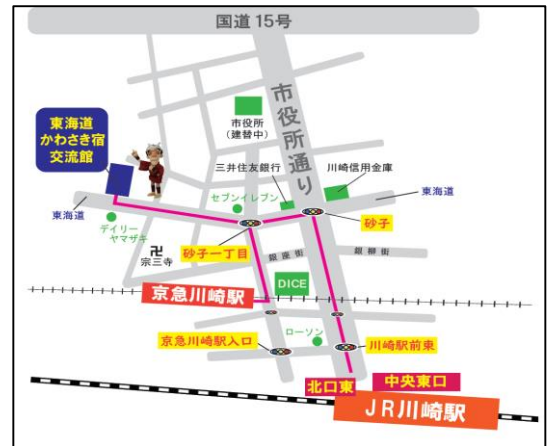 国道15号
市役所通り
東海道
かわさき宿
交流館
市役所
(建替中)
三井住友銀行
川崎信用金庫
セブンイレブン
東海道
東海道
デイリー
ヤマザキ
砂子
砂子一丁目
卍
宗三寺
銀座街
銀柳街
DICE
京急川崎駅
京急川崎駅入口
ローソン
川崎駅前東
北口東
中央東口
JR川崎駅